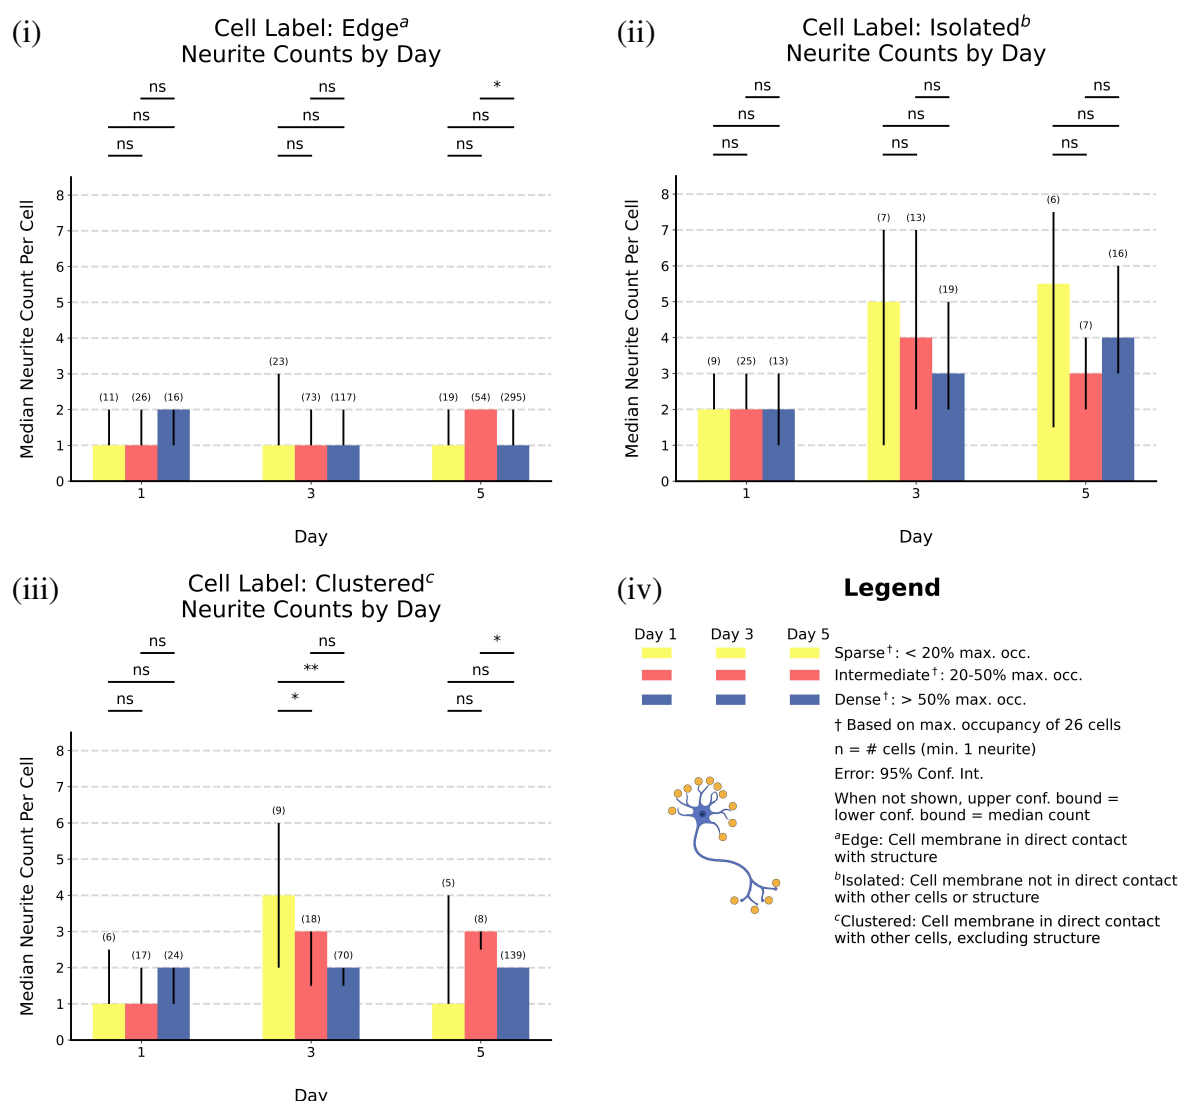 (i)
Cell Label: Edge^a
Neurite Counts by Day
ns
*
ns
ns
ns
ns
ns
ns
ns
ns
Median Neurite Count Per Cell
8
7
6
5
4
3
2
1
0
(11)
(26)
(16)
(23)
(73)
(117)
(19)
(54)
(295)
1
3
5
Day
(ii)
Cell Label: Isolated^b
Neurite Counts by Day
ns
ns
ns
ns
ns
ns
ns
ns
ns
Median Neurite Count Per Cell
8
7
6
5
4
3
2
1
0
(9)
(25)
(13)
(7)
(13)
(19)
(6)
(7)
(16)
1
3
5
Day
(iii)
Cell Label: Clustered^c
Neurite Counts by Day
ns
ns
*
ns
**
ns
ns
*
ns
Median Neurite Count Per Cell
8
7
6
5
4
3
2
1
0
(6)
(17)
(24)
(9)
(18)
(70)
(5)
(8)
(139)
1
3
5
Day
(iv)
Legend
Day 1 Day 3 Day 5
Sparse†: < 20% max. occ.
Intermediate†: 20-50% max. occ.
Dense†: > 50% max. occ.
† Based on max. occupancy of 26 cells
n = # cells (min. 1 neurite)
Error: 95% Conf. Int.
When not shown, upper conf. bound =
lower conf. bound = median count
^aEdge: Cell membrane in direct contact
with structure
^bIsolated: Cell membrane not in direct contact
with other cells or structure
^cClustered: Cell membrane in direct contact
with other cells, excluding structure